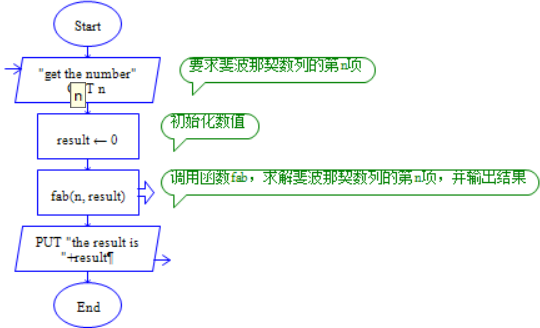 Start
"get the number"
n
要求斐波那契数列的第n项
n
result ← 0
初始化数值
fab(n, result)
调用函数fab，求解斐波那契数列的第n项，并输出结果
PUT "the result is
"+result¶
End